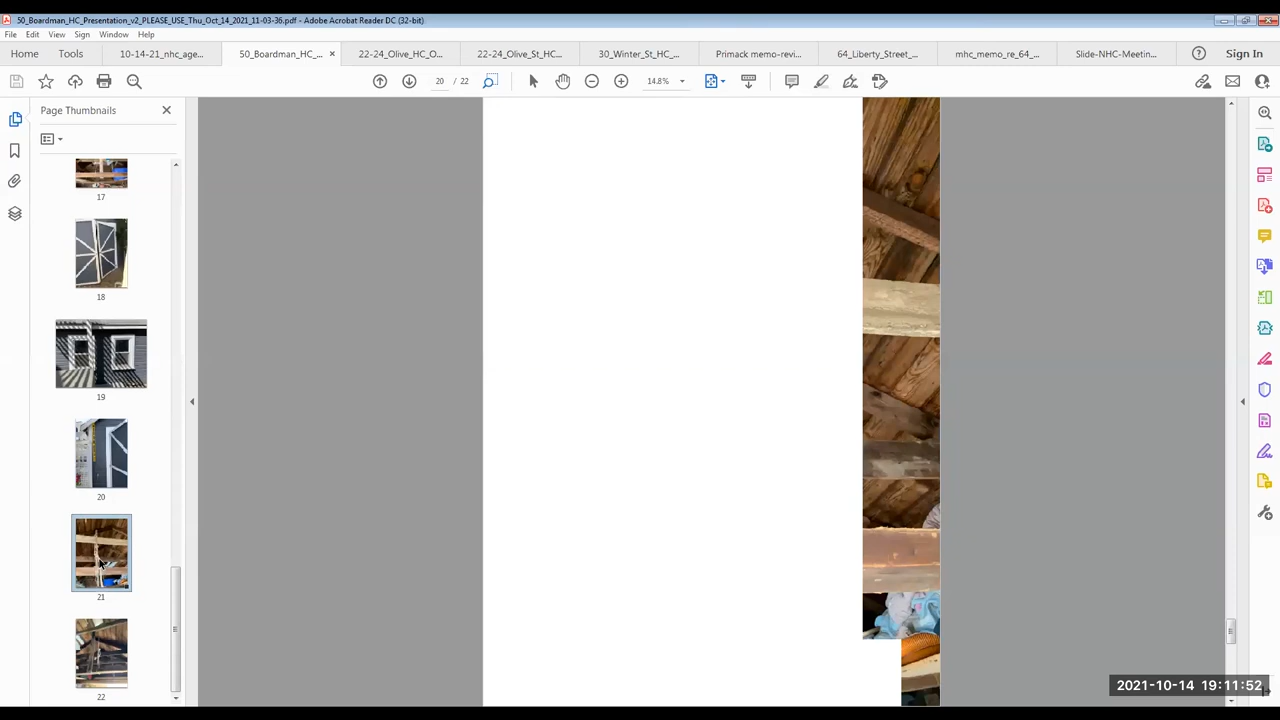 50_Boardman_HC_Presentation_v2_PLEASE_USE_Thu_Oct_14_2021_11-03-36.pdf - Adobe Acrobat Reader DC (32-bit)
File Edit View Sign Window Help
Home Tools 10-14-21_nhc_age... 50_Boardman_HC_... × 22-24_Olive_HC_O... 22-24_Olive_St_HC... 30_Winter_St_HC_... Primack memo-revi... 64_Liberty_Street_... mhc_memo_re_64_... Slide-NHC-Meetin... Sign In
20 / 22 14.8%
Page Thumbnails
17
18
19
20
21
22
2021-10-14 19:11:52